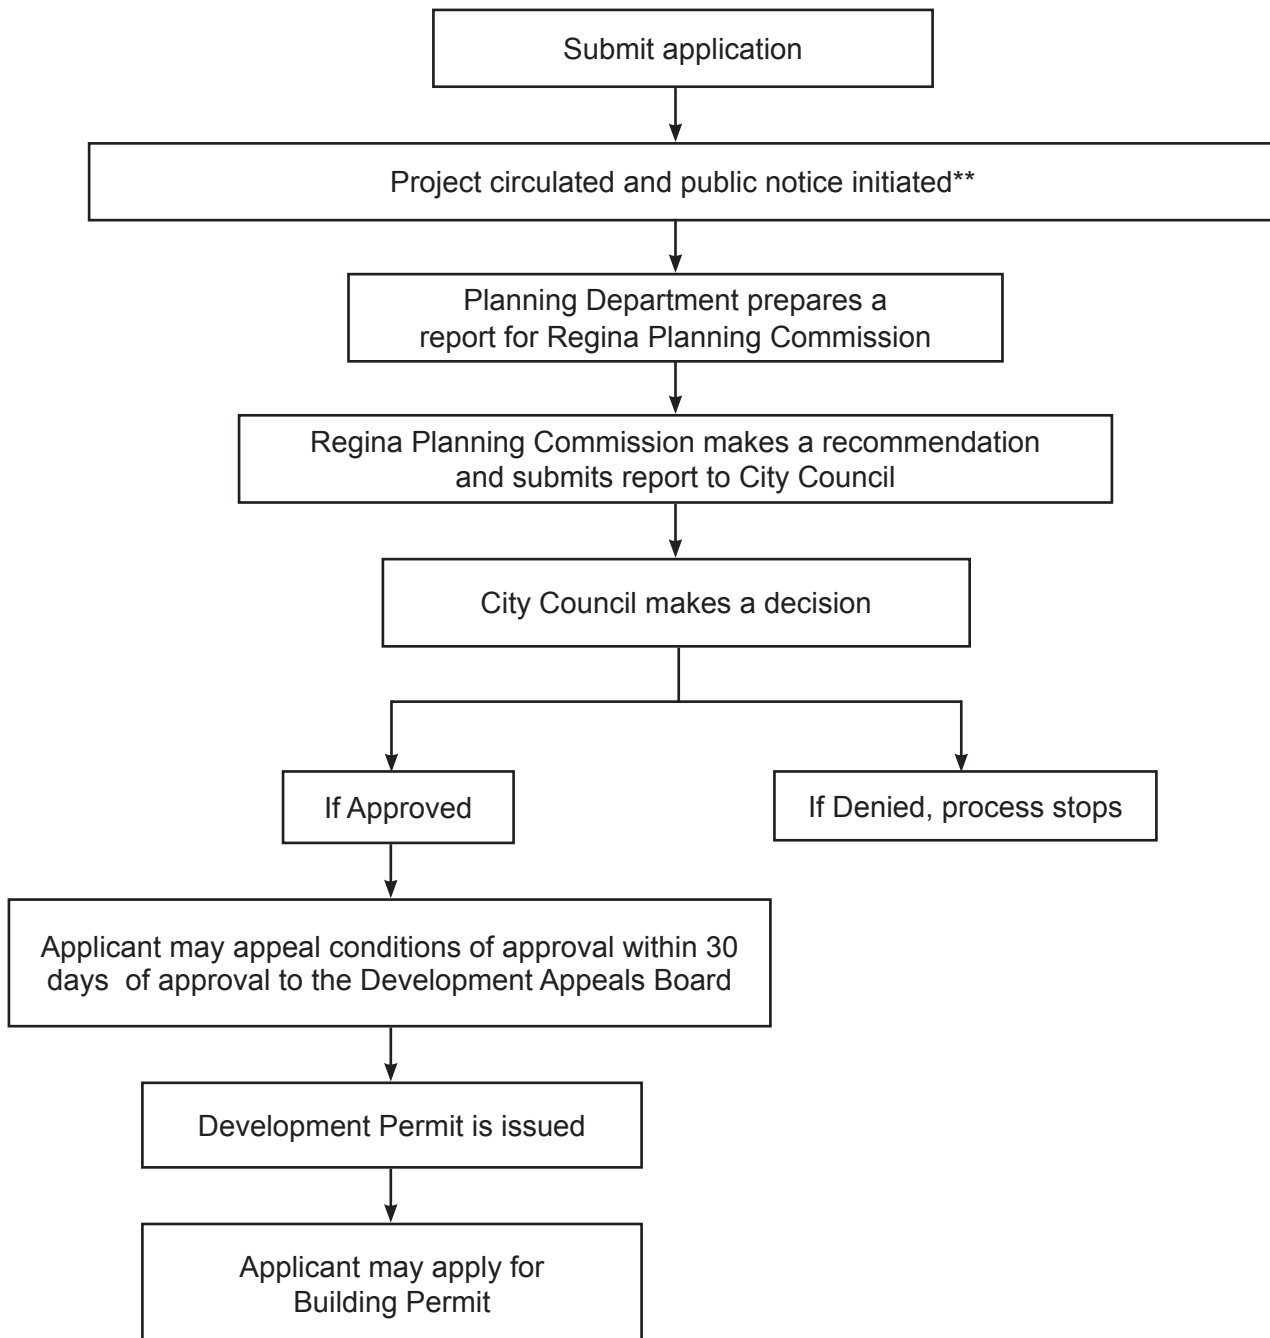 Submit application
Project circulated and public notice initiated**
Planning Department prepares a
report for Regina Planning Commission
Regina Planning Commission makes a recommendation
and submits report to City Council
City Council makes a decision
If Approved
If Denied, process stops
Applicant may appeal conditions of approval within 30
days  of approval to the Development Appeals Board
Development Permit is issued
Applicant may apply for
Building Permit